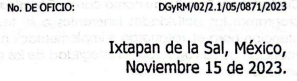 No. DE OFICIO: DGyRM/02/2.1/05/0871/2023
Ixtapan de la Sal, México,
Noviembre 15 de 2023.